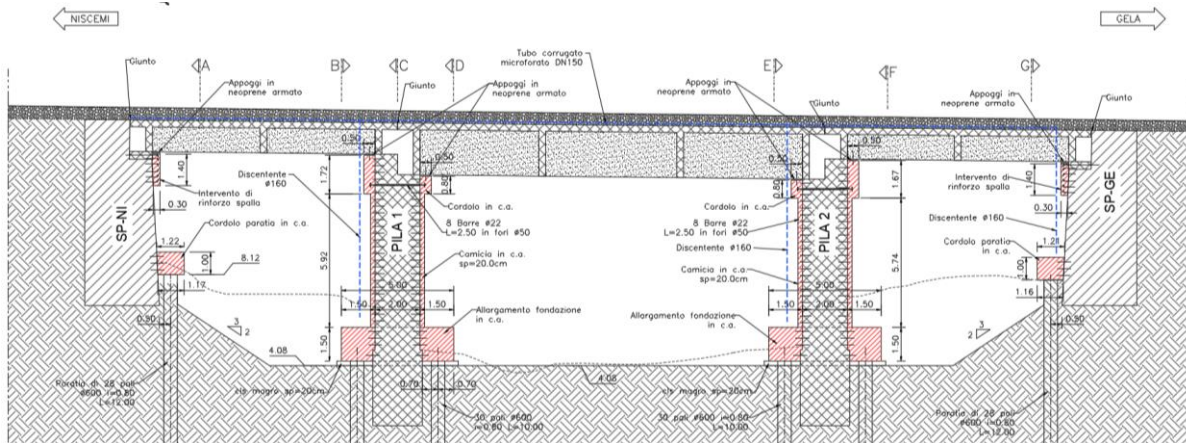 NISCEMI
GELA
Tubo corrugato
microforato DN150
Giunto
A
B
C
D
E
F
G
Appoggi in
neoprene armato
Giunto
Appoggi in
neoprene armato
Appoggi in
neoprene armato
Giunto
Appoggi in
neoprene armato
Giunto
0.50
0.50
0.50
0.50
1.40
1.72
0.80
0.80
1.67
1.40
Intervento di
rinforzo spalla
0.30
Discendente
ø160
Cordolo in c.a.
Cordolo in c.a.
Intervento di
rinforzo spalla
0.30
SP-NI
PILA 1
PILA 2
SP-GE
Cordolo paratia in c.a.
8 Barre ø22
L=2.50 in fori ø50
8 Barre ø22
L=2.50 in fori ø50
Discendente
ø160
Discendente ø160
1.22
1.00
8.12
5.92
Camicia in c.a.
sp=20.0cm
Camicia in c.a.
sp=20.0cm
5.74
Cordolo paratia
in c.a.
1.00
1.17
5.00
5.00
1.16
1.50
2.00
1.50
1.50
2.00
1.50
3
2
Allargamento fondazione
in c.a.
Allargamento fondazione
in c.a.
3
2
1.50
1.50
4.08
4.08
Paratia di 28 pali
ø600 i=0.80
L=12.00
cls magro sp=20cm
0.70
0.70
cls magro sp=20cm
30 pali ø600
i=0.80 L=10.00
30 pali ø600 i=0.80
L=10.00
Paratia di 28 pali
ø600 i=0.80
L=12.00